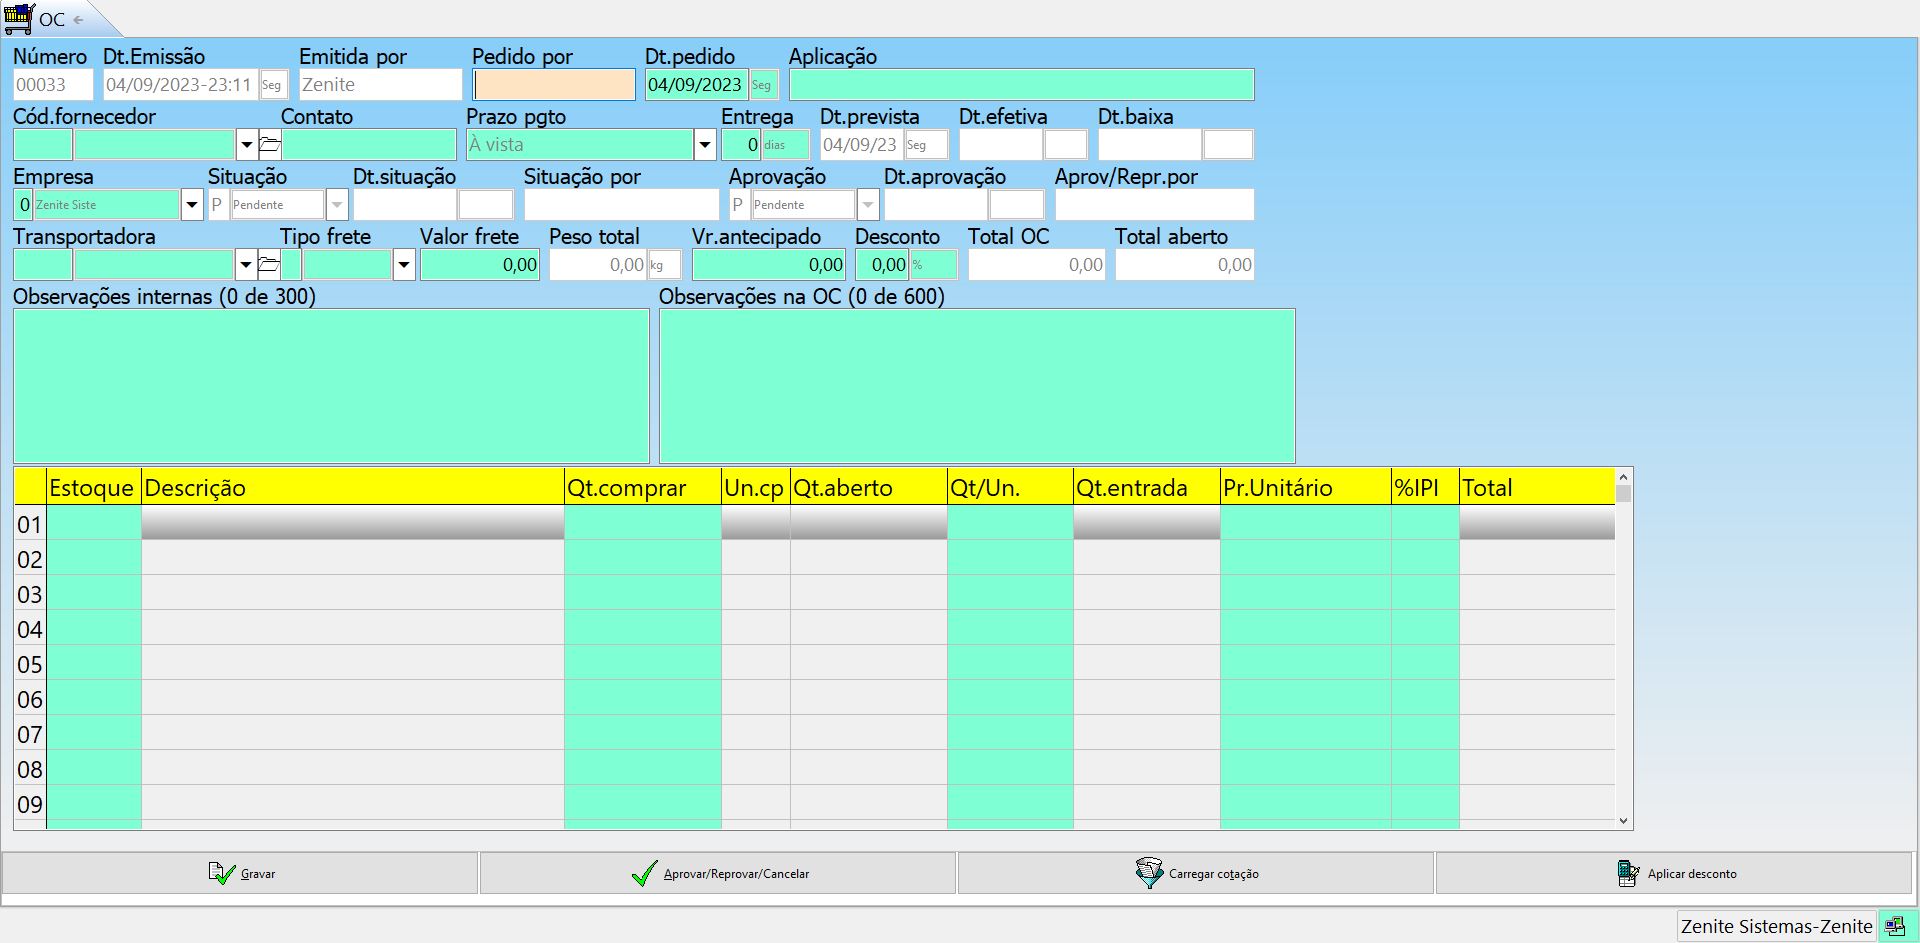 OC
Número Dt.Emissão Emitida por Pedido por Dt.pedido Aplicação
00033 04/09/2023-23:11 Seg Zenite 04/09/2023 Seg
Cód.fornecedor Contato Prazo pgto Entrega Dt.prevista Dt.efetiva Dt.baixa
À vista 0 dias 04/09/23 Seg
Empresa Situação Dt.situação Situação por Aprovação Dt.aprovação Aprov/Repr.por
0 Zenite Siste P Pendente P Pendente
Transportadora Tipo frete Valor frete Peso total Vr.antecipado Desconto Total OC Total aberto
0,00 0,00 kg 0,00 0,00 % 0,00 0,00
Observações internas (0 de 300) Observações na OC (0 de 600)
Estoque Descrição Qt.comprar Un.cp Qt.aberto Qt/Un. Qt.entrada Pr.Unitário %IPI Total
01
02
03
04
05
06
07
08
09
Gravar Aprovar/Reprovar/Cancelar Carregar cotação Aplicar desconto
Zenite Sistemas-Zenite